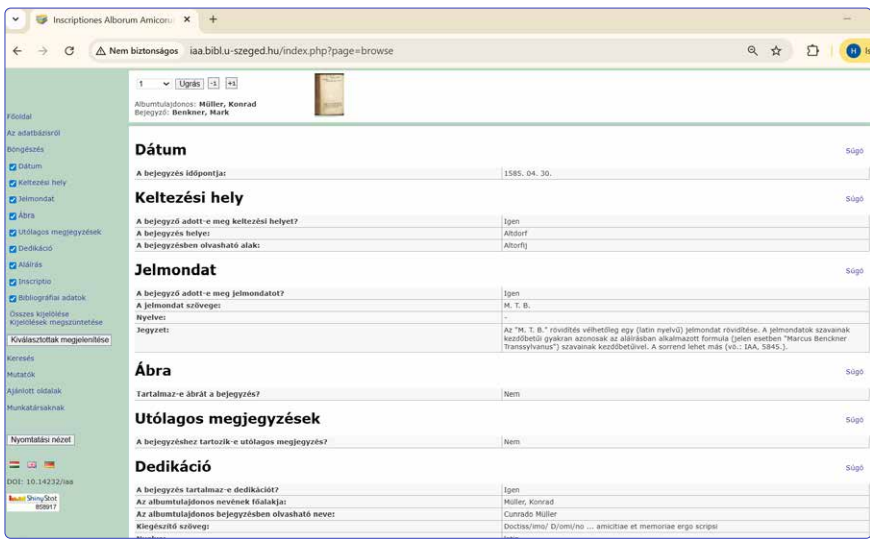 Inscriptiones Alborum Amicoru
Nem biztonságos iaa.bibl.u-szeged.hu/index.php?page=browse
H
1 Ugrás -1 +1
Albumtulajdonos: Müller, Konrad
Bejegyző: Benkner, Mark
Főoldal
Az adatbázisról
Böngészés
Dátum
Keltezési hely
Jelmondat
Ábra
Utólagos megjegyzések
Dedikáció
Aláírás
Inscriptio
Bibliográfiai adatok
Összes kijelölése
Kijelölések megszüntetése
Kiválasztottak megjelenítése
Keresés
Mutatók
Ajánlott oldalak
Munkatársaknak
Nyomtatási nézet
DOI: 10.14232/iaa
ShinyStat
858917
Dátum Súgó
A bejegyzés időpontja: 1585. 04. 30.
Keltezési hely Súgó
A bejegyző adott-e meg keltezési helyet? Igen
A bejegyzés helye: Altdorf
A bejegyzésben olvasható alak: Altorfij
Jelmondat Súgó
A bejegyző adott-e meg jelmondatot? Igen
A jelmondat szövege: M. T. B.
Nyelve: -
Jegyzet: Az "M. T. B." rövidítés vélhetőleg egy (latin nyelvű) jelmondat rövidítése. A jelmondatok szavainak
kezdőbetűi gyakran azonosak az aláírásban alkalmazott formula (jelen esetben "Marcus Benckner
Transsylvanus") szavainak kezdőbetűivel. A sorrend lehet más (vö.: IAA, 5845.).
Ábra Súgó
Tartalmaz-e ábrát a bejegyzés? Nem
Utólagos megjegyzések Súgó
A bejegyzéshez tartozik-e utólagos megjegyzés? Nem
Dedikáció Súgó
A bejegyzés tartalmaz-e dedikációt? Igen
Az albumtulajdonos nevének főalakja: Müller, Konrad
Az albumtulajdonos bejegyzésben olvasható neve: Cunrado Müller
Kiegészítő szöveg: Doctiss/imo/ D/omi/no ... amicitiae et memoriae ergo scripsi